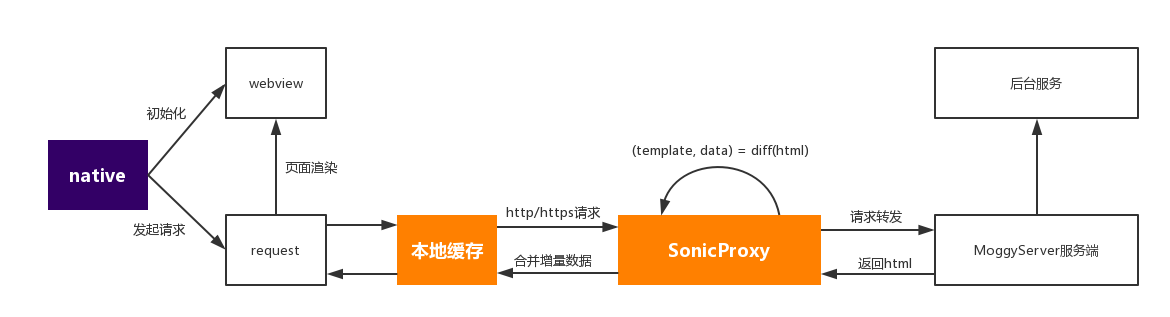 webview
后台服务
初始化
(template, data) = diff(html)
页面渲染
native
发起请求
http/https请求
请求转发
request
本地缓存
SonicProxy
MoggyServer服务端
合并增量数据
返回html